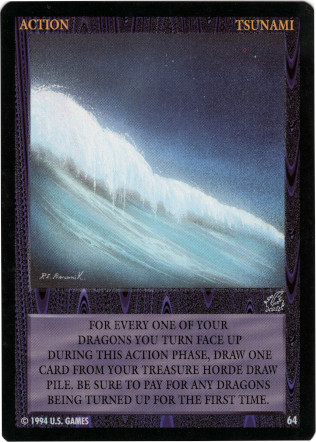 ACTION TSUNAMI
FOR EVERY ONE OF YOUR
DRAGONS YOU TURN FACE UP
DURING THIS ACTION PHASE, DRAW ONE
CARD FROM YOUR TREASURE HORDE DRAW
PILE. BE SURE TO PAY FOR ANY DRAGONS
BEING TURNED UP FOR THE FIRST TIME.
© 1994 U.S. GAMES 64